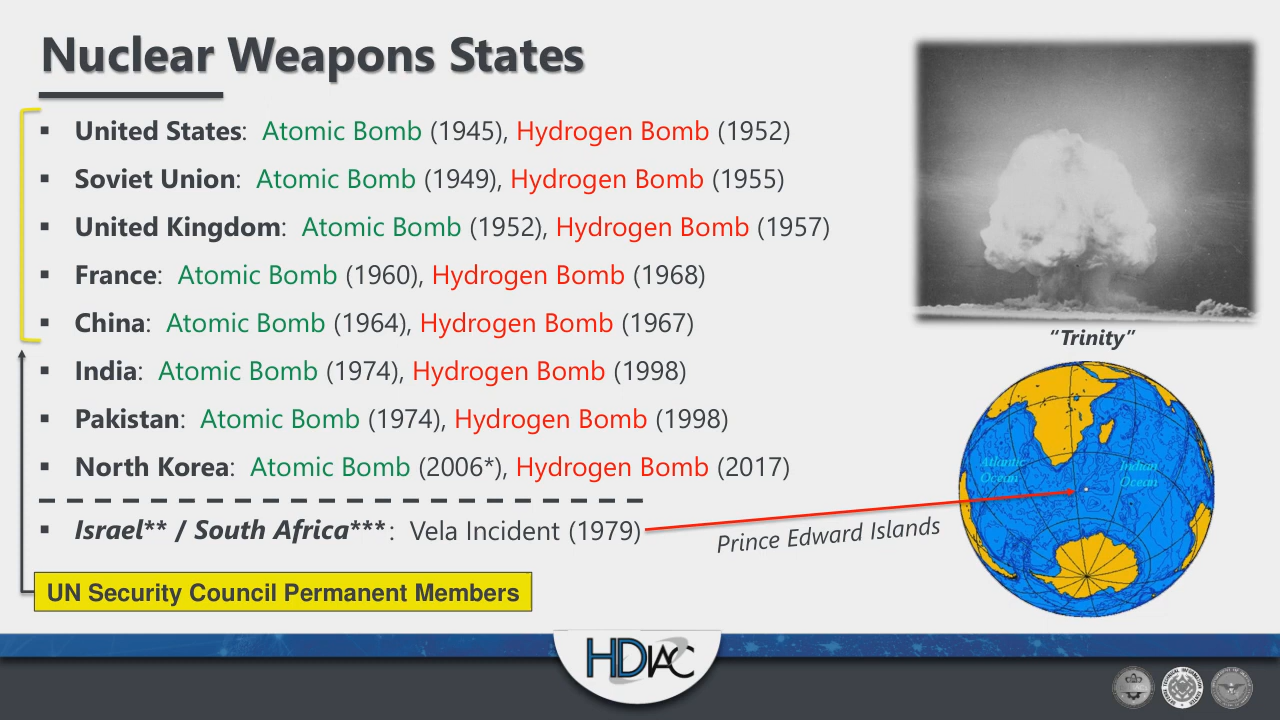 Nuclear Weapons States
▪ United States: Atomic Bomb (1945), Hydrogen Bomb (1952)
▪ Soviet Union: Atomic Bomb (1949), Hydrogen Bomb (1955)
▪ United Kingdom: Atomic Bomb (1952), Hydrogen Bomb (1957)
▪ France: Atomic Bomb (1960), Hydrogen Bomb (1968)
▪ China: Atomic Bomb (1964), Hydrogen Bomb (1967)
▪ India: Atomic Bomb (1974), Hydrogen Bomb (1998)
▪ Pakistan: Atomic Bomb (1974), Hydrogen Bomb (1998)
▪ North Korea: Atomic Bomb (2006*), Hydrogen Bomb (2017)
▪ Israel** / South Africa***: Vela Incident (1979)
UN Security Council Permanent Members
“Trinity”
Atlantic
Ocean
Indian
Ocean
Prince Edward Islands
HDIAC